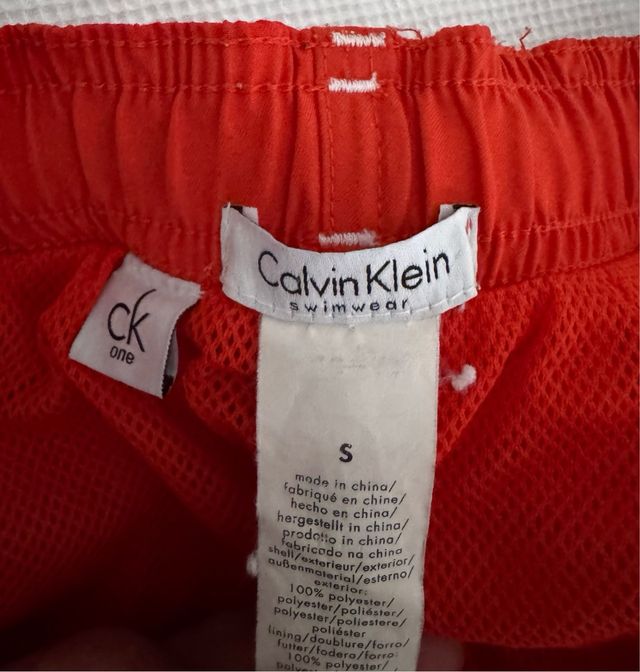 Calvin Klein
swimwear
ck
one
S
made in china/
fabriqué en chine/
hecho en china/
hergestellt in china/
prodotto in china/
fabricado na china
shell/exterieur/exterior/
außenmaterial/esterno/
exterior:
100% polyester/
polyester/poliéster/
polyester/poliestere/
poliéster
lining/doublure/forro/
futter/fodera/forro:
100% polyester/